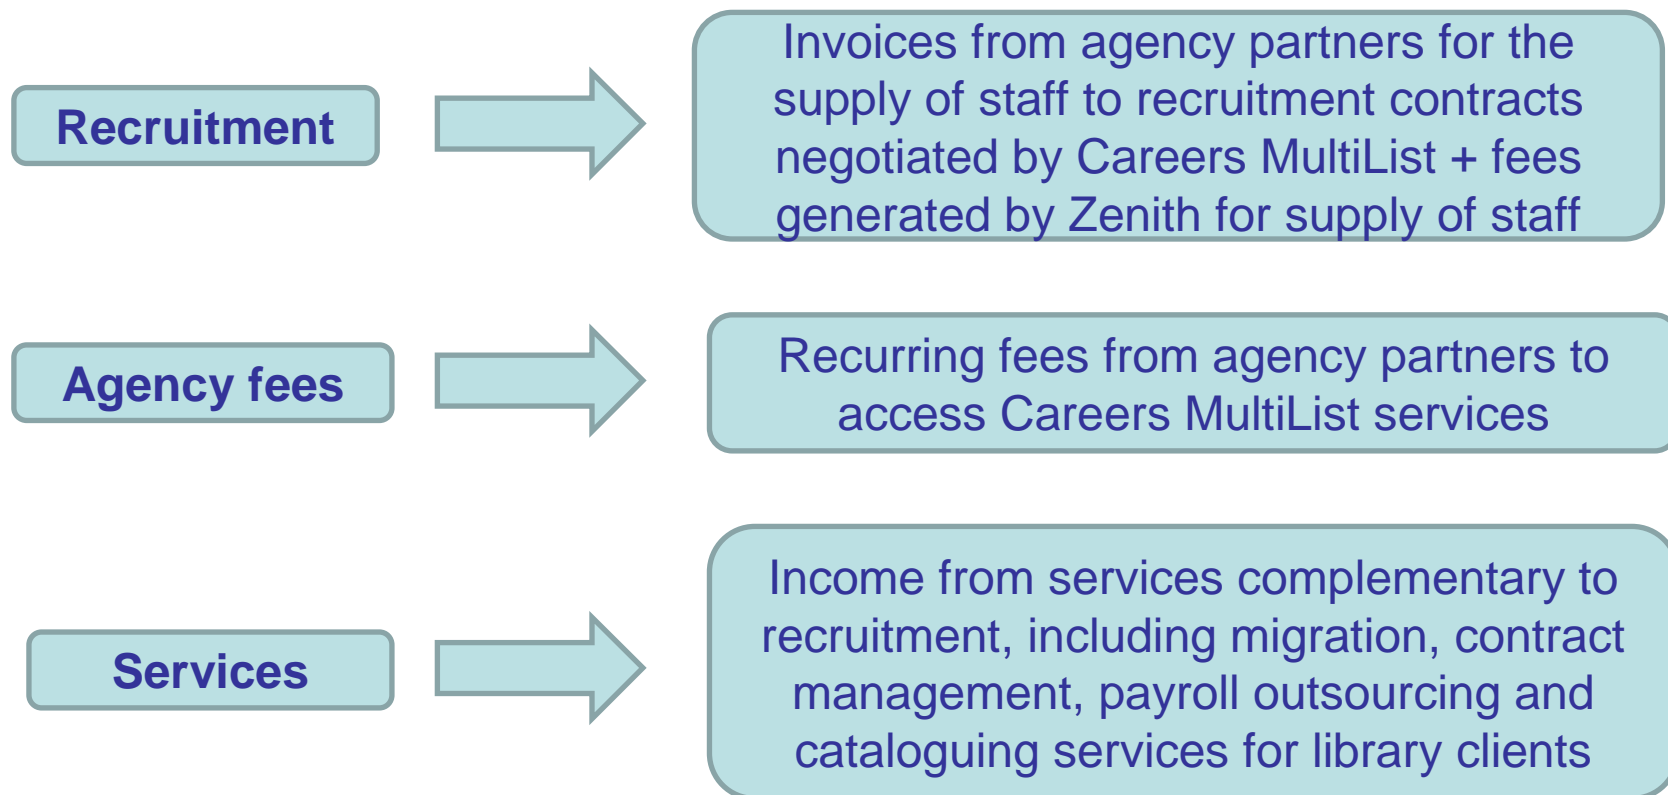 Recruitment
Invoices from agency partners for the
supply of staff to recruitment contracts
negotiated by Careers MultiList + fees
generated by Zenith for supply of staff
Agency fees
Recurring fees from agency partners to
access Careers MultiList services
Services
Income from services complementary to
recruitment, including migration, contract
management, payroll outsourcing and
cataloguing services for library clients